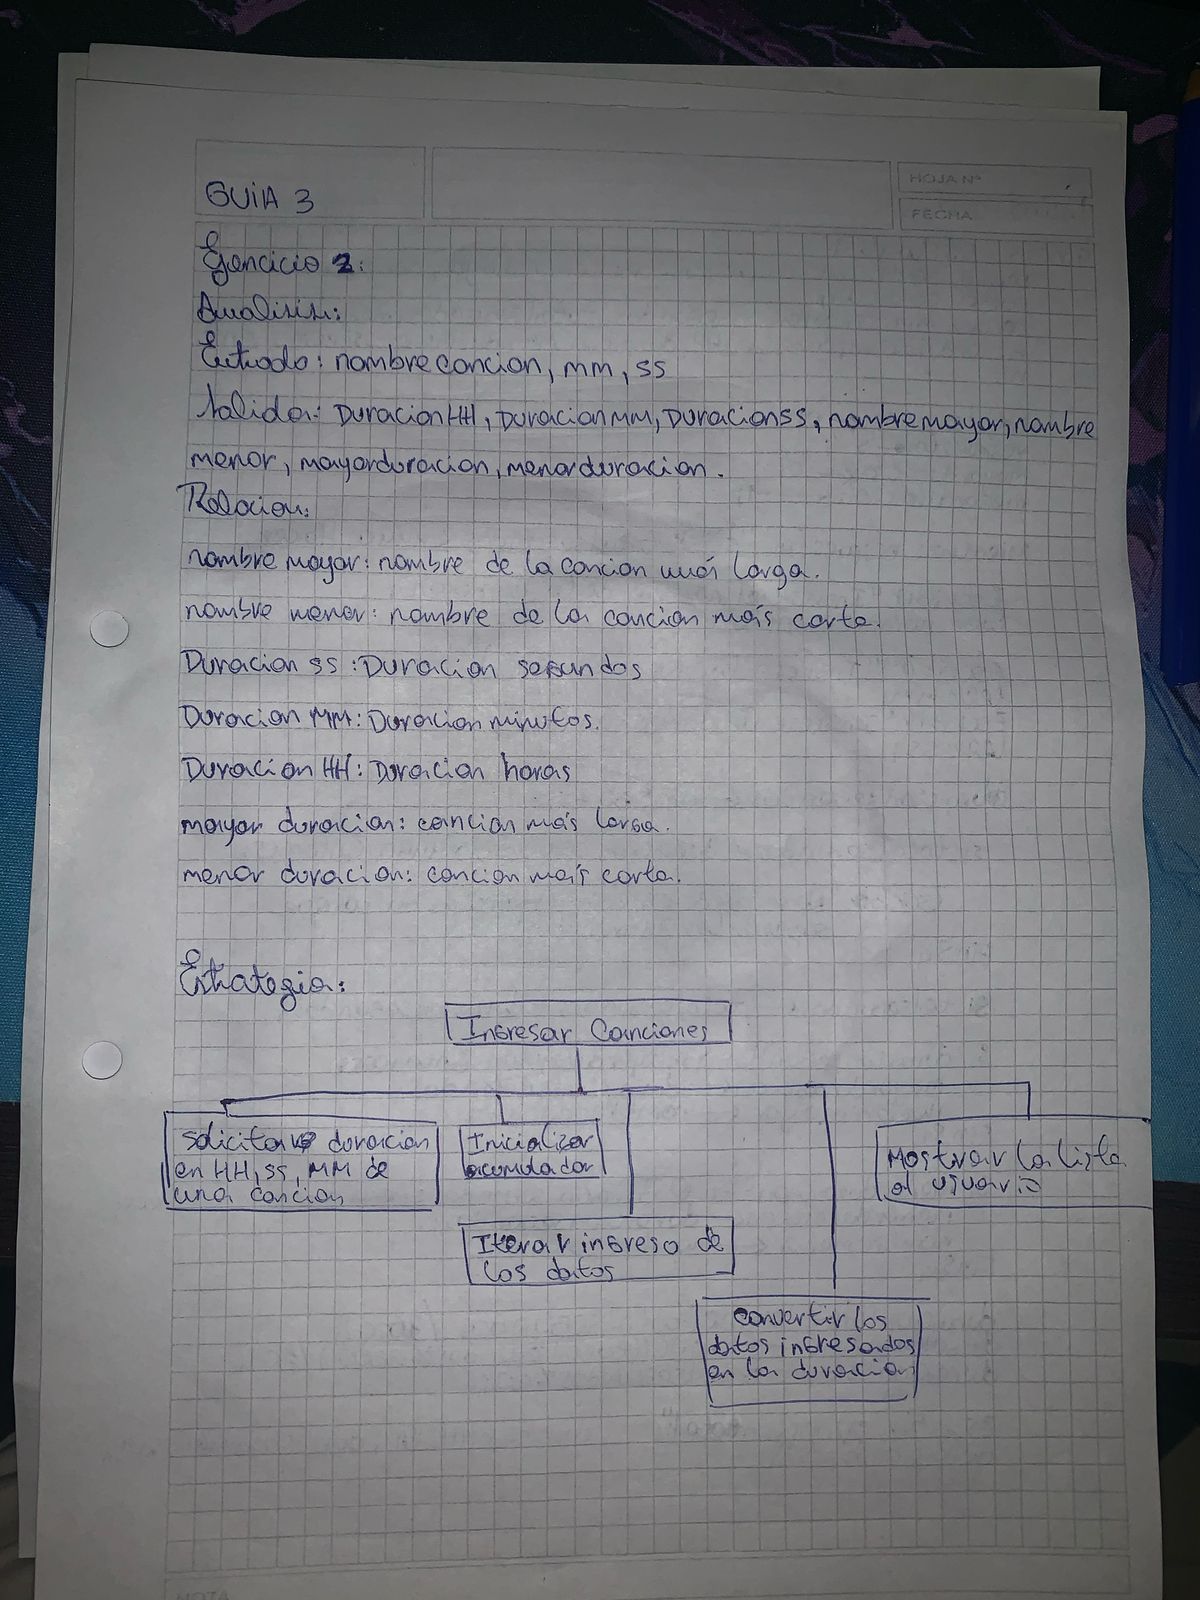 GUIA 3
HOJA Nº
FECHA
Ejercicio 2:
Analisis:
Entrada: nombrecancion, mm, ss
Salida: DuracionHH, DuracionMM, Duracionss, nombremayor, nombre
menor, mayorduracion, menorduracion.
Relacion:
nombre mayor: nombre de la cancion más larga.
nombre menor: nombre de la cancion más corta.
Duracion ss: Duracion segundos
Duracion MM: Duracion minutos.
Duracion HH: Duracion horas
mayor duracion: cancion más larga.
menor duracion: cancion más corta.
Estrategia:
Ingresar Canciones
Solicitar duracion
en HH, SS, MM de
una cancion
Inicializar
acumulador
Iterar ingreso de
los datos
convertir los
datos ingresados
en la duracion
Mostrar la lista
al usuario
NOTA